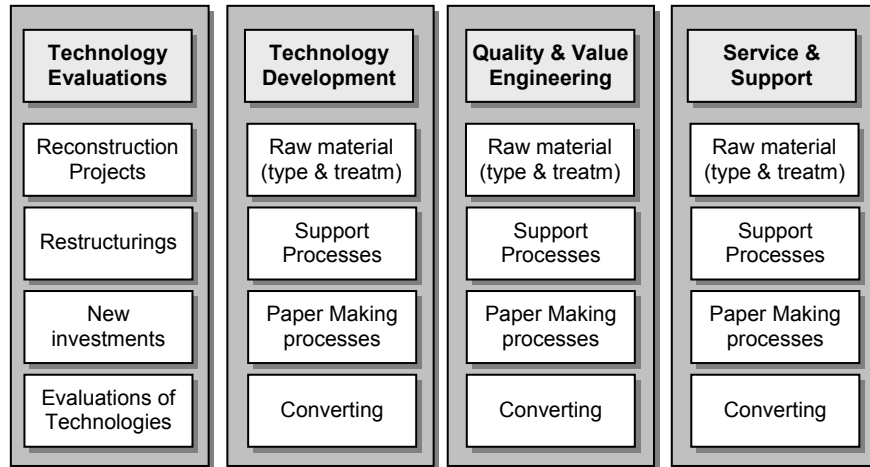 Technology
Evaluations
Reconstruction
Projects
Restructurings
New
investments
Evaluations of
Technologies
Technology
Development
Raw material
(type & treatm)
Support
Processes
Paper Making
processes
Converting
Quality & Value
Engineering
Raw material
(type & treatm)
Support
Processes
Paper Making
processes
Converting
Service &
Support
Raw material
(type & treatm)
Support
Processes
Paper Making
processes
Converting